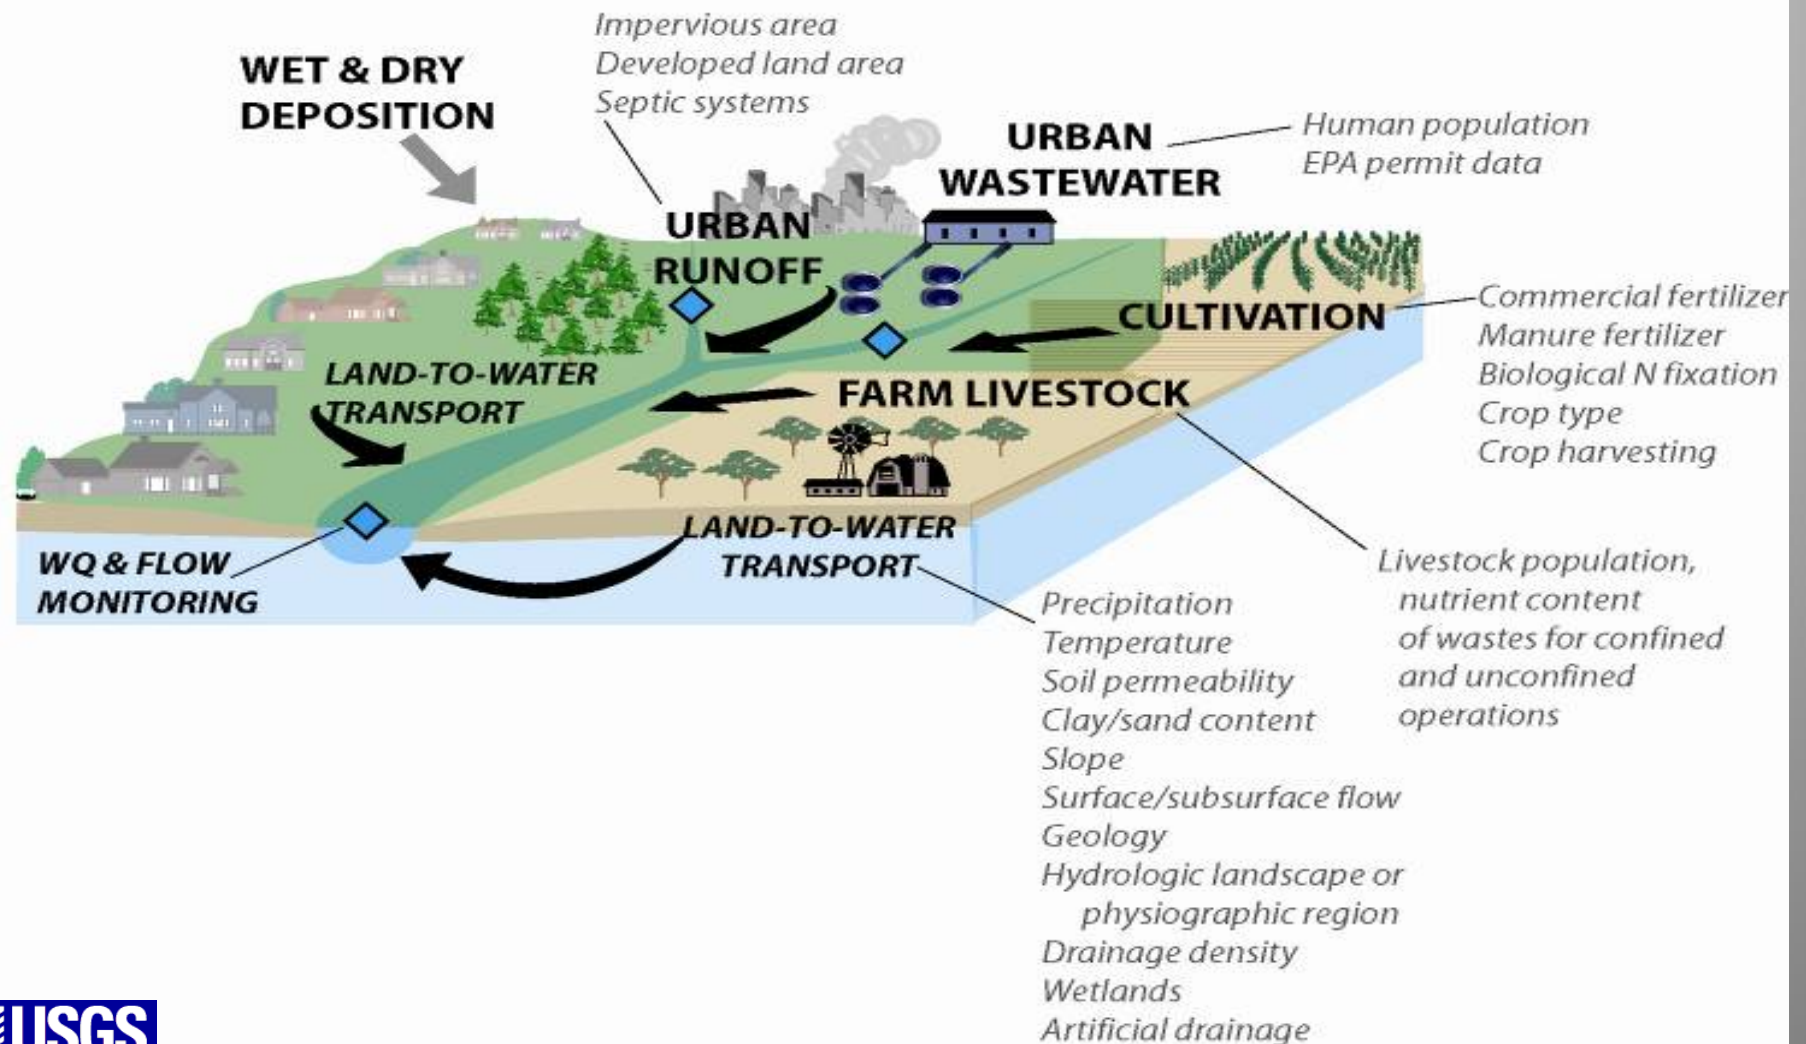 Impervious area
Developed land area
Septic systems
WET & DRY
DEPOSITION
URBAN
WASTEWATER
Human population
EPA permit data
URBAN
RUNOFF
CULTIVATION
Commercial fertilizer
Manure fertilizer
Biological N fixation
Crop type
Crop harvesting
LAND-TO-WATER
TRANSPORT
FARM LIVESTOCK
WQ & FLOW
MONITORING
LAND-TO-WATER
TRANSPORT
Livestock population,
nutrient content
of wastes for confined
and unconfined
operations
Precipitation
Temperature
Soil permeability
Clay/sand content
Slope
Surface/subsurface flow
Geology
Hydrologic landscape or
physiographic region
Drainage density
Wetlands
Artificial drainage
USGS